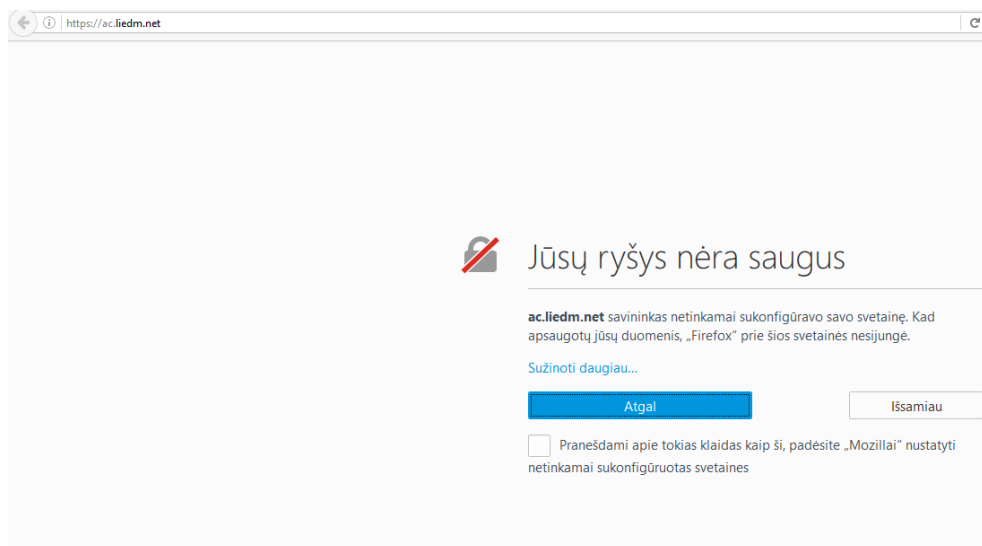 https://ac.liedm.net
Jūsų ryšys nėra saugus
ac.liedm.net savininkas netinkamai sukonfigūravo savo svetainę. Kad
apsaugotų jūsų duomenis, „Firefox“ prie šios svetainės nesijungė.
Sužinoti daugiau...
Atgal
Išsamiau
Pranešdami apie tokias klaidas kaip ši, padėsite „Mozillai“ nustatyti
netinkamai sukonfigūruotas svetaines